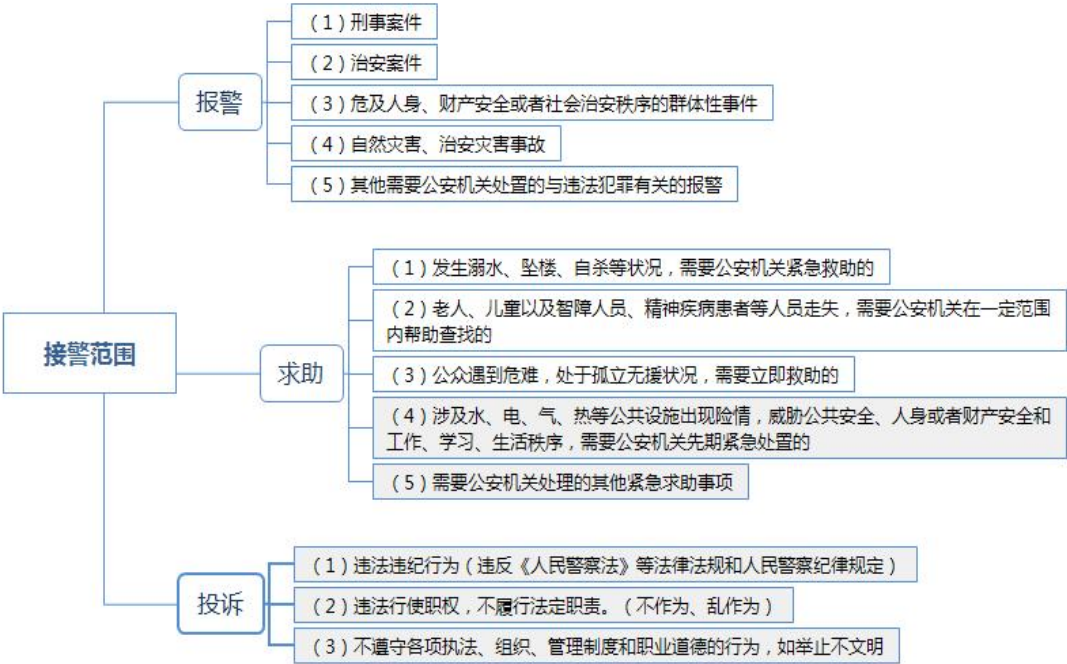 接警范围
报警
（1）刑事案件
（2）治安案件
（3）危及人身、财产安全或者社会治安秩序的群体性事件
（4）自然灾害、治安灾害事故
（5）其他需要公安机关处置的与违法犯罪有关的报警
求助
（1）发生溺水、坠楼、自杀等状况，需要公安机关紧急救助的
（2）老人、儿童以及智障人员、精神疾病患者等人员走失，需要公安机关在一定范围
内帮助查找的
（3）公众遇到危难，处于孤立无援状况，需要立即救助的
（4）涉及水、电、气、热等公共设施出现险情，威胁公共安全、人身或者财产安全和
工作、学习、生活秩序，需要公安机关先期紧急处置的
（5）需要公安机关处理的其他紧急求助事项
投诉
（1）违法违纪行为（违反《人民警察法》等法律法规和人民警察纪律规定）
（2）违法行使职权，不履行法定职责。（不作为、乱作为）
（3）不遵守各项执法、组织、管理制度和职业道德的行为，如举止不文明